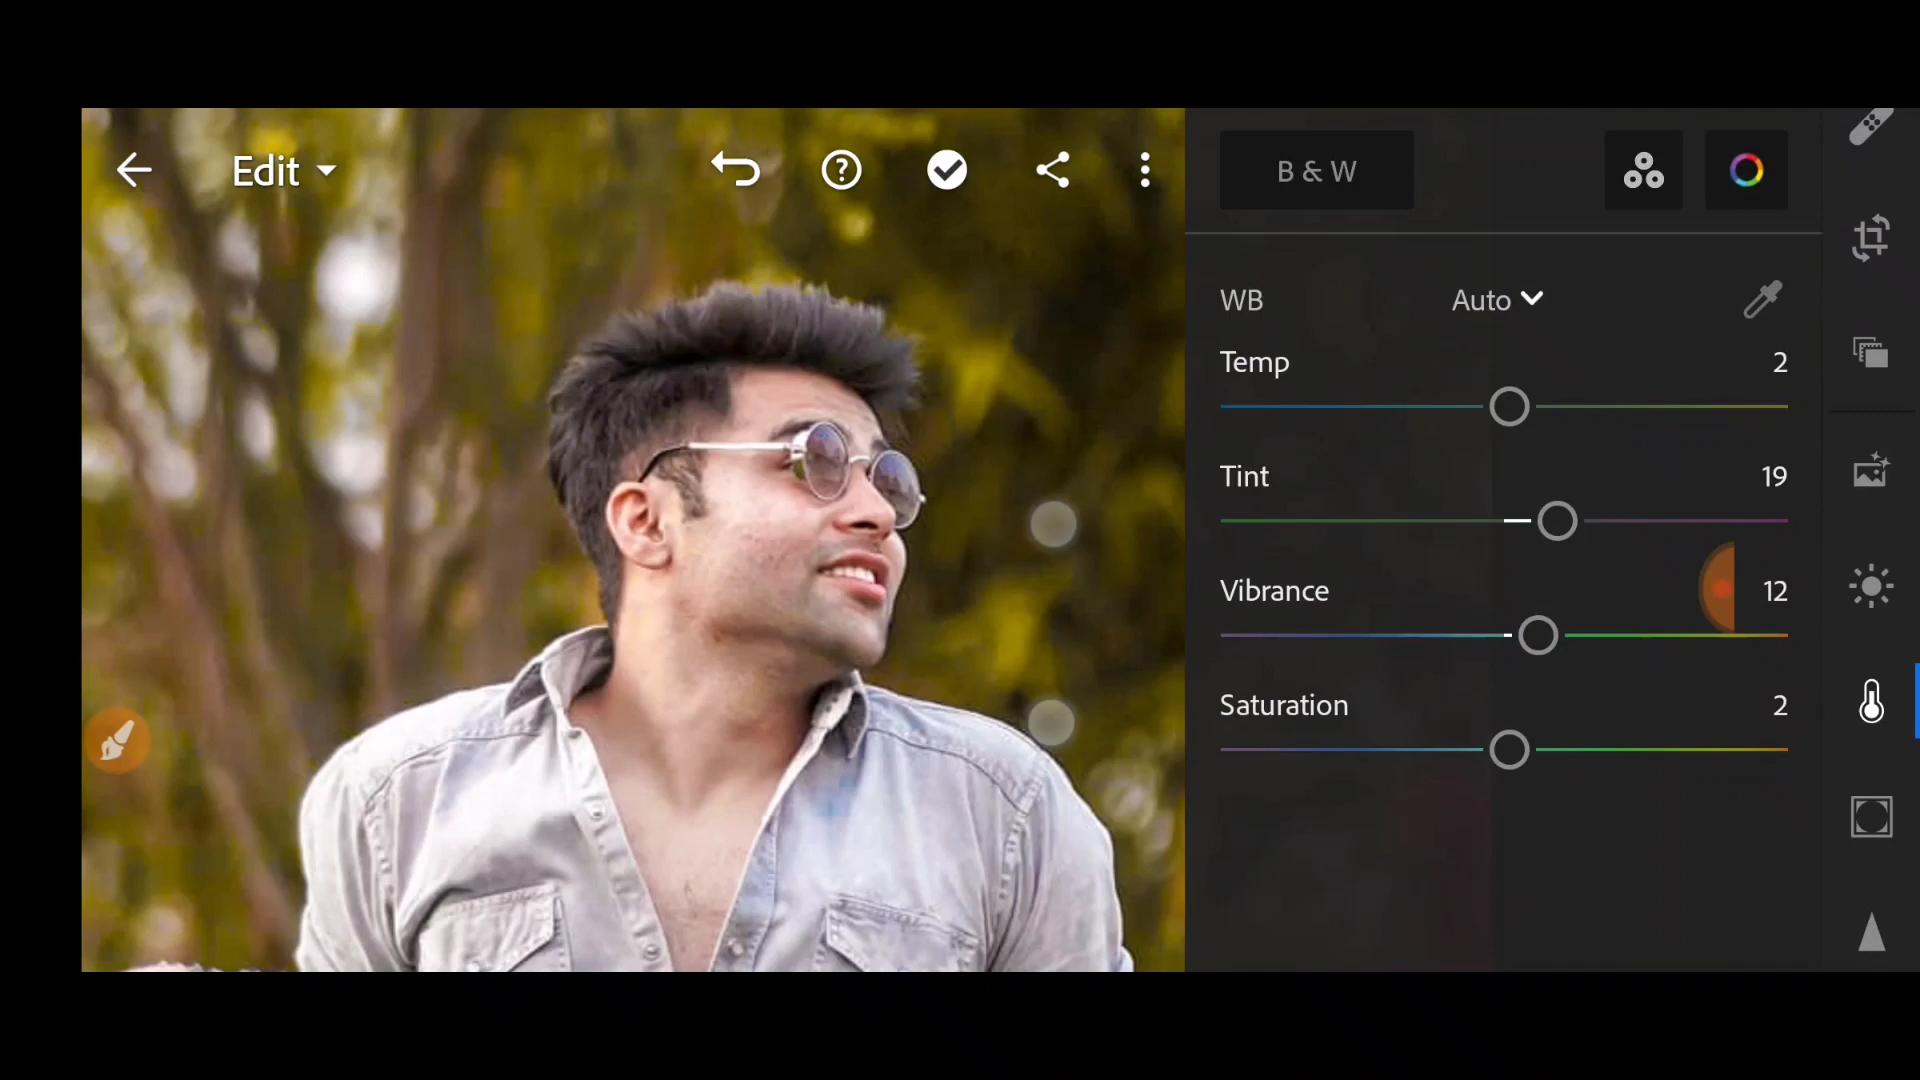 Edit
B & W
WB Auto
Temp 2
Tint 19
Vibrance 12
Saturation 2